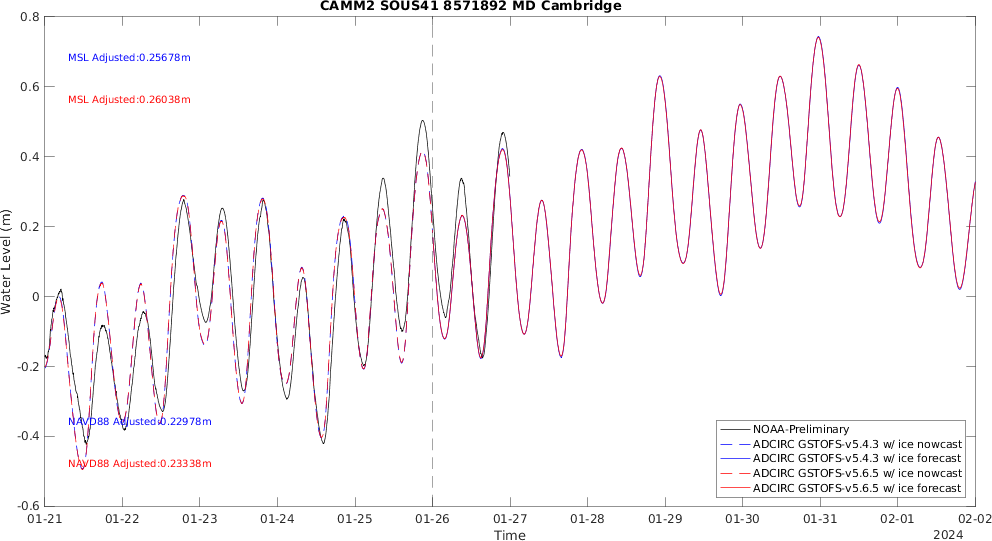 CAMM2 SOUS41 8571892 MD Cambridge
0.8
0.6
0.4
0.2
0
-0.2
-0.4
-0.6
Water Level (m)
MSL Adjusted:0.25678m
MSL Adjusted:0.26038m
NAVD88 Adjusted:0.22978m
NAVD88 Adjusted:0.23338m
NOAA-Preliminary
ADCIRC GSTOFS-v5.4.3 w/ ice nowcast
ADCIRC GSTOFS-v5.4.3 w/ ice forecast
ADCIRC GSTOFS-v5.6.5 w/ ice nowcast
ADCIRC GSTOFS-v5.6.5 w/ ice forecast
01-21 01-22 01-23 01-24 01-25 01-26 01-27 01-28 01-29 01-30 01-31 02-01 02-02
Time
2024